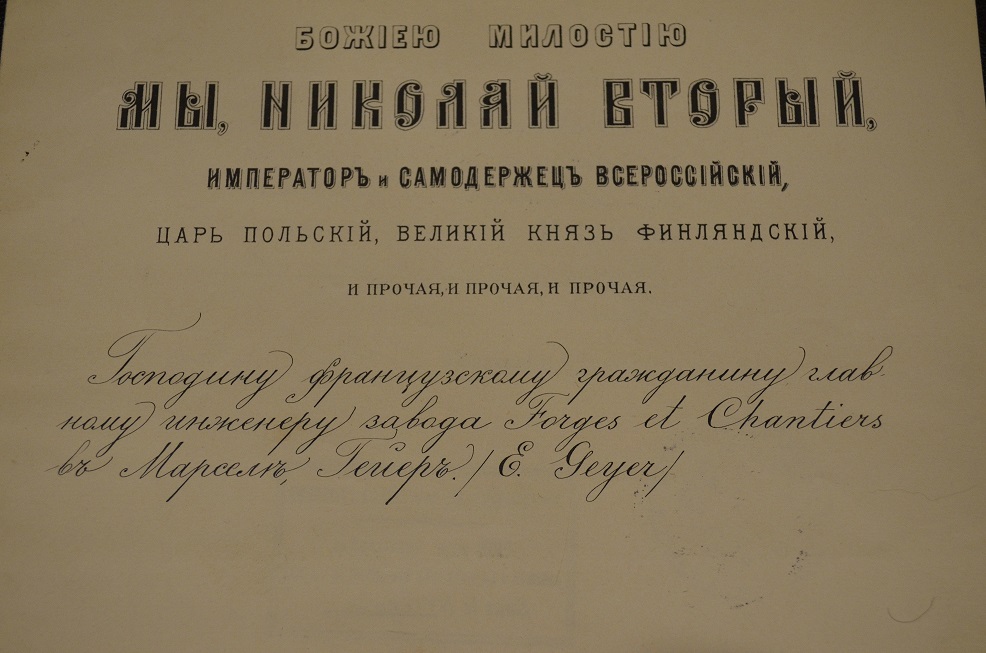 БОЖІЕЮ МИЛОСТІЮ
МЫ, НИКОЛАЙ ВТОРЫЙ,
ИМПЕРАТОРЪ и САМОДЕРЖЕЦЪ ВСЕРОССІЙСКІЙ,
ЦАРЬ ПОЛЬСКІЙ, ВЕЛИКІЙ КНЯЗЬ ФИНЛЯНДСКІЙ,
И ПРОЧАЯ, И ПРОЧАЯ, И ПРОЧАЯ.
Господину французскому гражданину глав
ному инженеру завода Forges et Chantiers
въ Марселѣ, Гейеръ. / E. Geyer /